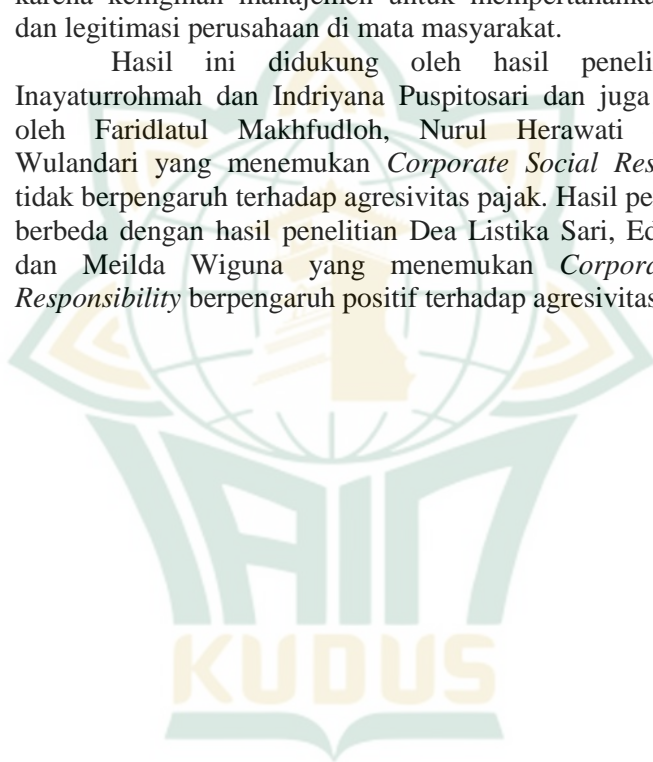 karena keinginan manajemen untuk mempertahankan
dan legitimasi perusahaan di mata masyarakat.
Hasil ini didukung oleh hasil peneli
Inayaturrohmah dan Indriyana Puspitosari dan juga
oleh Faridlatul Makhfudloh, Nurul Herawati
Wulandari yang menemukan Corporate Social Res
tidak berpengaruh terhadap agresivitas pajak. Hasil pe
berbeda dengan hasil penelitian Dea Listika Sari, Ed
dan Meilda Wiguna yang menemukan Corpora
Responsibility berpengaruh positif terhadap agresivitas
IAIN
KUDUS